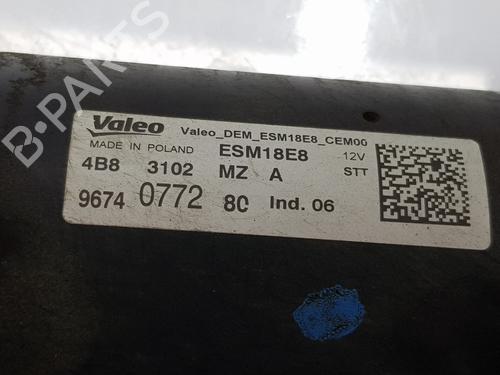 Valeo Valeo_DEM_ESM18E8_CEM00
MADE IN POLAND ESM18E8 12V
4B8 3102 MZ A STT
9674 0772 80 Ind. 06
B-PARTS